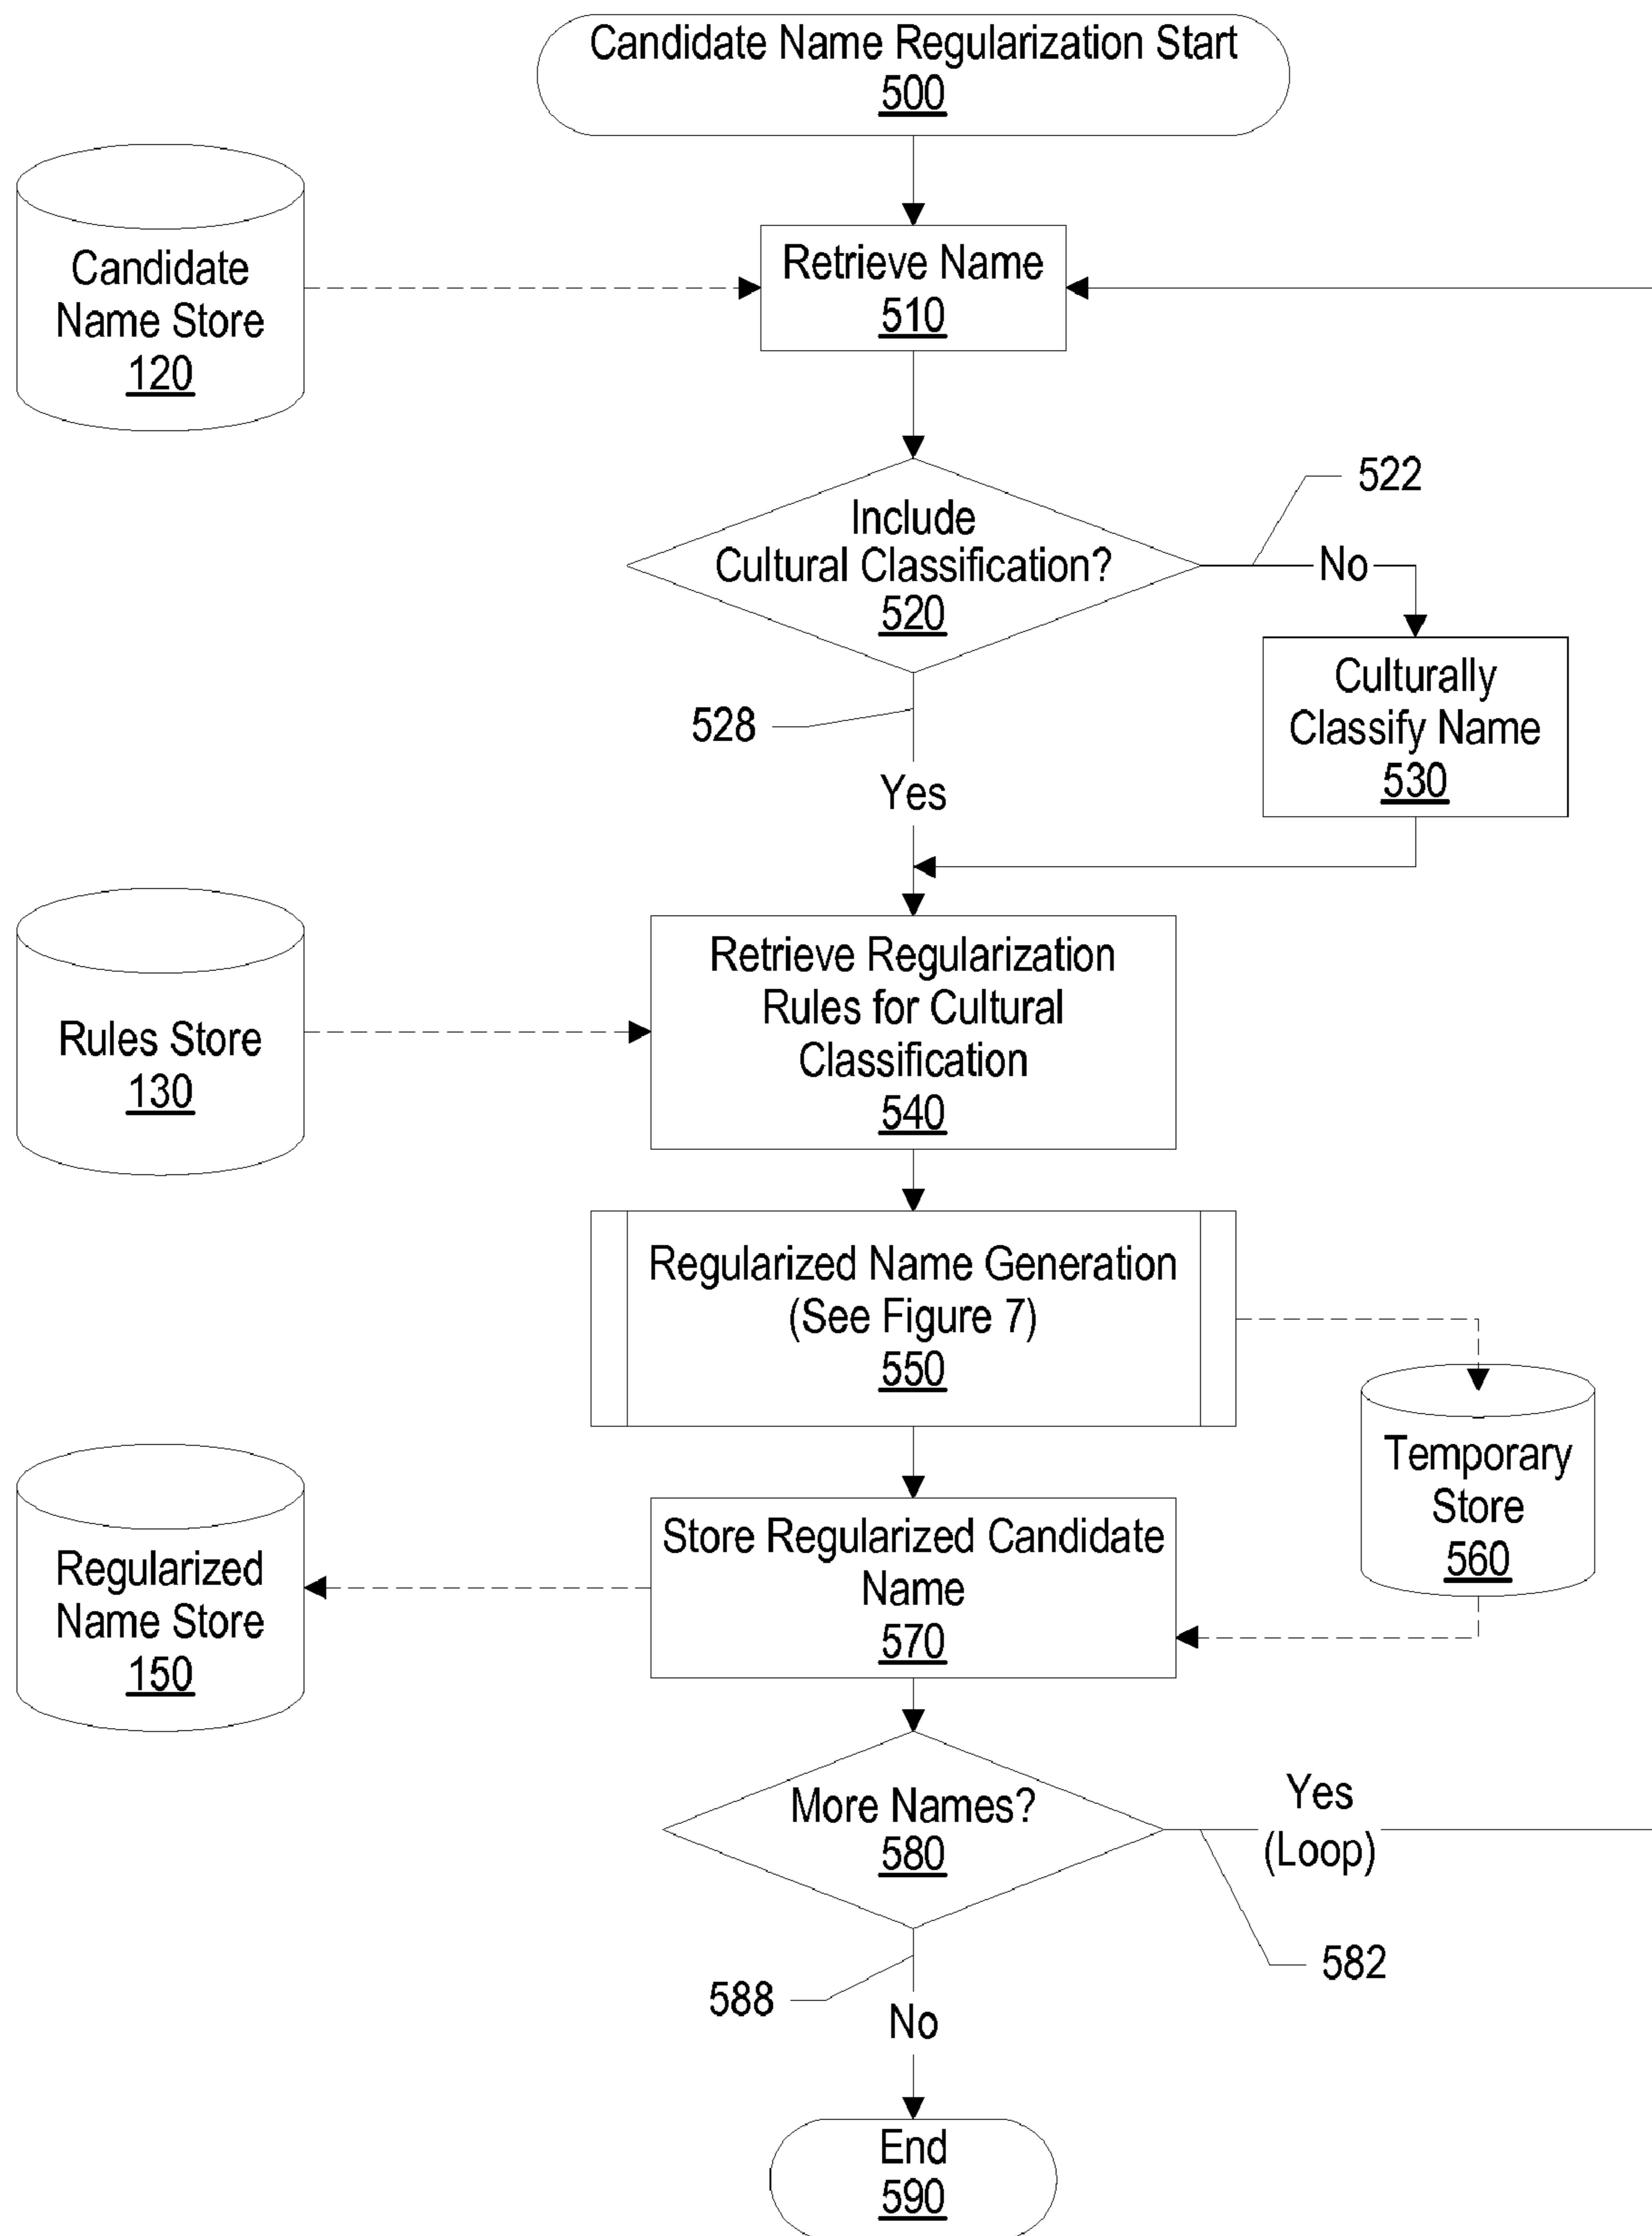 Candidate Name Regularization Start
500
Candidate
Name Store
120
Retrieve Name
510
Include
Cultural Classification?
520
522
No
528
Yes
Culturally
Classify Name
530
Rules Store
130
Retrieve Regularization
Rules for Cultural
Classification
540
Regularized Name Generation
(See Figure 7)
550
Temporary
Store
560
Regularized
Name Store
150
Store Regularized Candidate
Name
570
More Names?
580
Yes
(Loop)
582
588
No
End
590